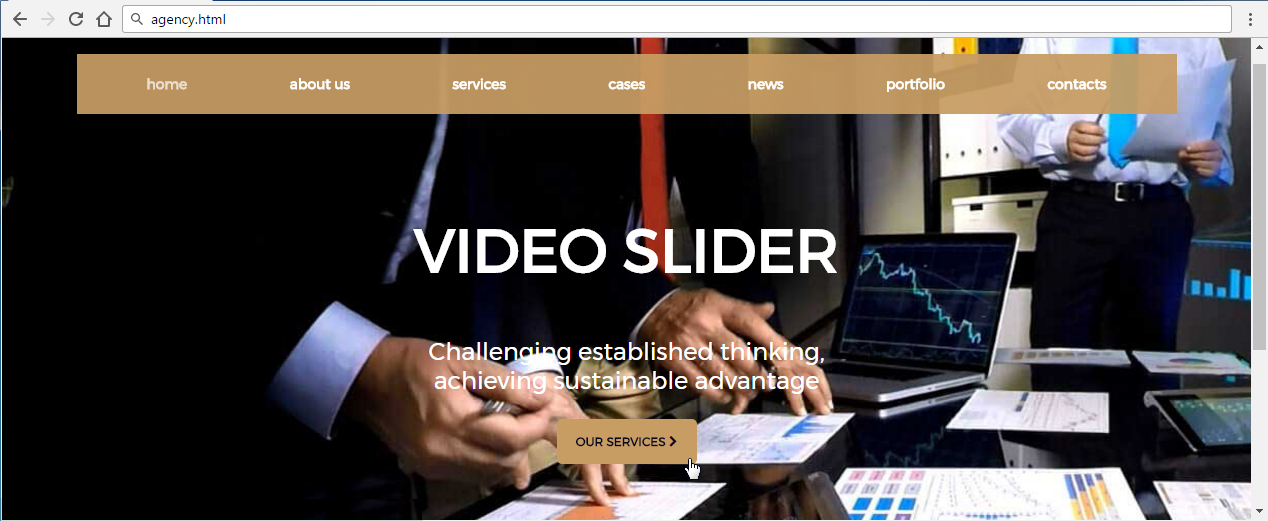 agency.html
home about us services cases news portfolio contacts
VIDEO SLIDER
Challenging established thinking,
achieving sustainable advantage
OUR SERVICES